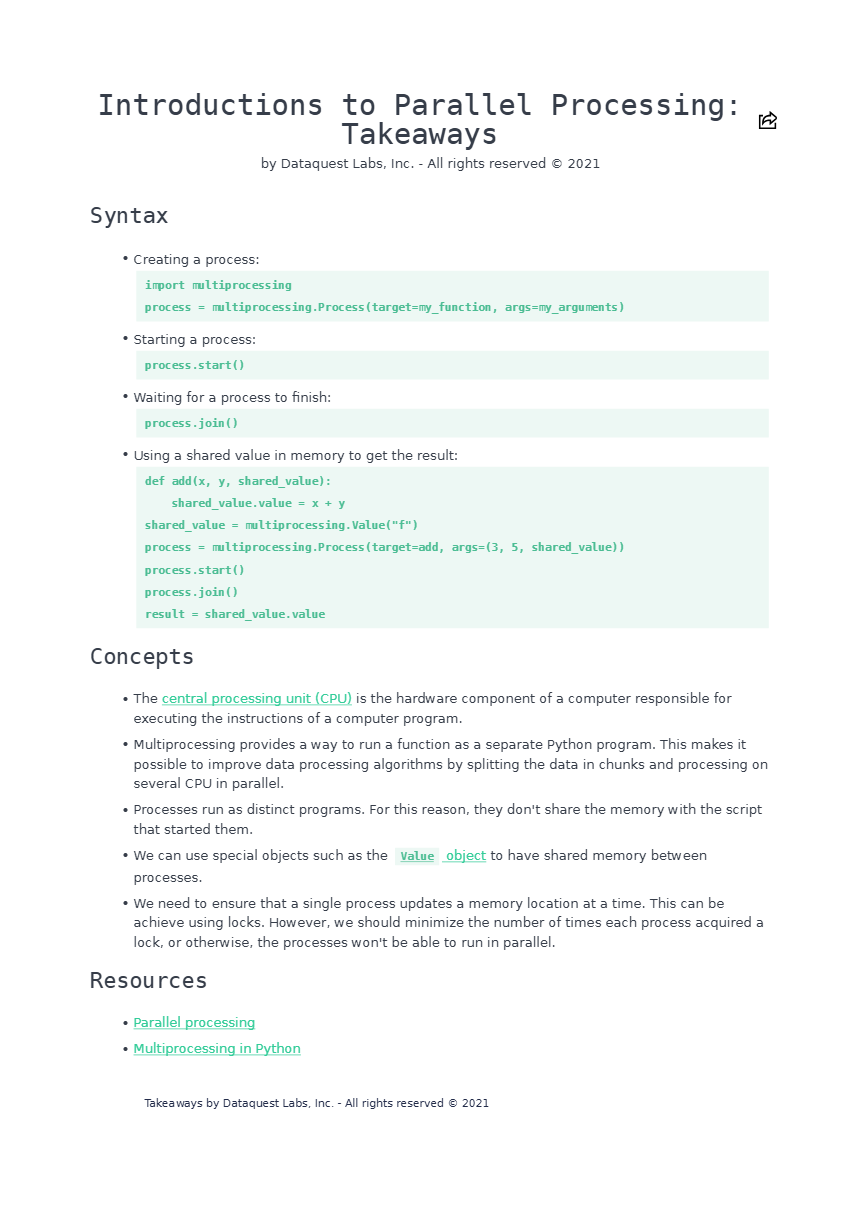 Introductions to Parallel Processing:
Takeaways
by Dataquest Labs, Inc. - All rights reserved © 2021
Syntax
• Creating a process:
import multiprocessing
process = multiprocessing.Process(target=my_function, args=my_arguments)
• Starting a process:
process.start()
• Waiting for a process to finish:
process.join()
• Using a shared value in memory to get the result:
def add(x, y, shared_value):
    shared_value.value = x + y
shared_value = multiprocessing.Value("f")
process = multiprocessing.Process(target=add, args=(3, 5, shared_value))
process.start()
process.join()
result = shared_value.value
Concepts
• The central processing unit (CPU) is the hardware component of a computer responsible for
executing the instructions of a computer program.
• Multiprocessing provides a way to run a function as a separate Python program. This makes it
possible to improve data processing algorithms by splitting the data in chunks and processing on
several CPU in parallel.
• Processes run as distinct programs. For this reason, they don't share the memory with the script
that started them.
• We can use special objects such as the Value object to have shared memory between
processes.
• We need to ensure that a single process updates a memory location at a time. This can be
achieve using locks. However, we should minimize the number of times each process acquired a
lock, or otherwise, the processes won't be able to run in parallel.
Resources
• Parallel processing
• Multiprocessing in Python
Takeaways by Dataquest Labs, Inc. - All rights reserved © 2021